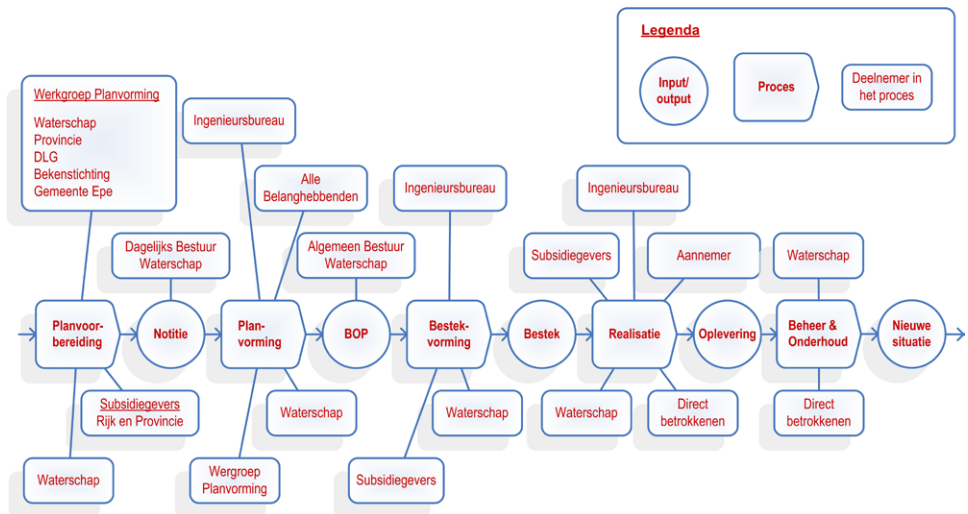 Legenda
Input/
output
Proces
Deelnemer in
het proces
Werkgroep Planvorming
Waterschap
Provincie
DLG
Bekenstichting
Gemeente Epe
Ingenieursbureau
Alle
Belanghebbenden
Ingenieursbureau
Ingenieursbureau
Dagelijks Bestuur
Waterschap
Algemeen Bestuur
Waterschap
Subsidiegevers
Aannemer
Waterschap
Planvoor-
bereiding
Notitie
Plan-
vorming
BOP
Bestek-
vorming
Bestek
Realisatie
Oplevering
Beheer &
Onderhoud
Nieuwe
situatie
Subsidiegevers
Rijk en Provincie
Waterschap
Waterschap
Waterschap
Direct
betrokkenen
Direct
betrokkenen
Waterschap
Wergroep
Planvorming
Subsidiegevers